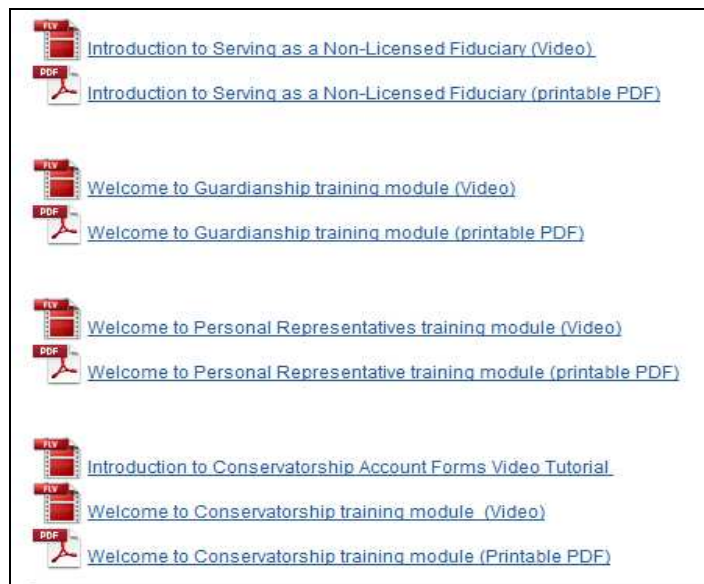 FLV
Introduction to Serving as a Non-Licensed Fiduciary (Video)
PDF
Introduction to Serving as a Non-Licensed Fiduciary (printable PDF)
FLV
Welcome to Guardianship training module (Video)
PDF
Welcome to Guardianship training module (printable PDF)
FLV
Welcome to Personal Representatives training module (Video)
PDF
Welcome to Personal Representative training module (printable PDF)
FLV
Introduction to Conservatorship Account Forms Video Tutorial
FLV
Welcome to Conservatorship training module (Video)
PDF
Welcome to Conservatorship training module (Printable PDF)